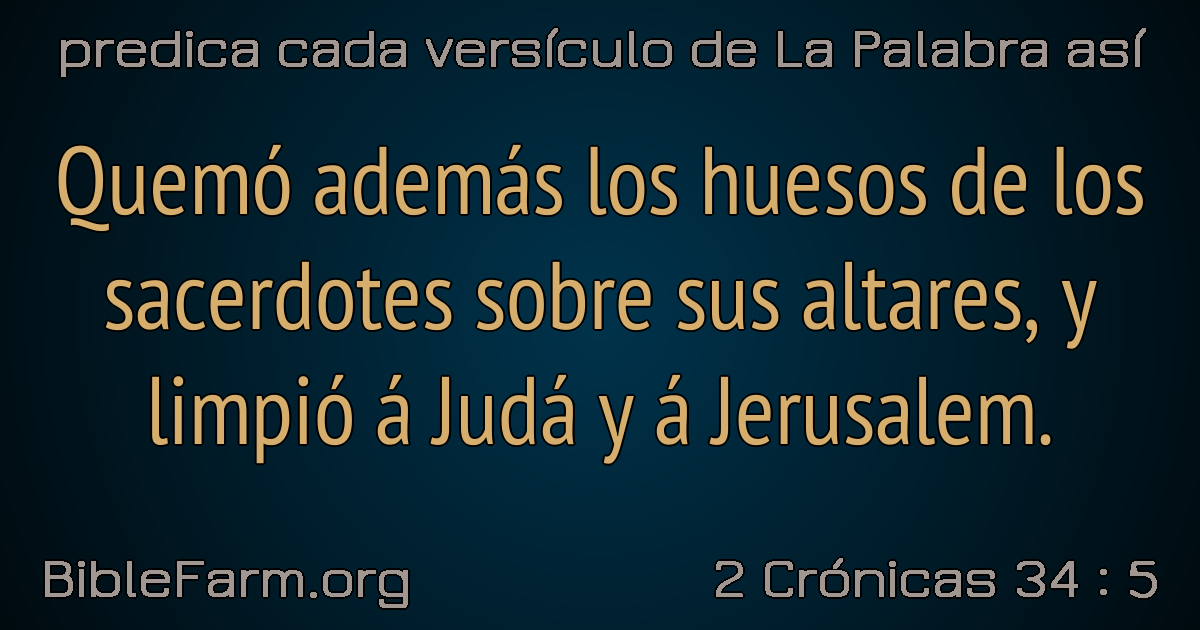 predica cada versículo de La Palabra así
Quemó además los huesos de los
sacerdotes sobre sus altares, y
limpió á Judá y á Jerusalem.
BibleFarm.org
2 Crónicas 34 : 5